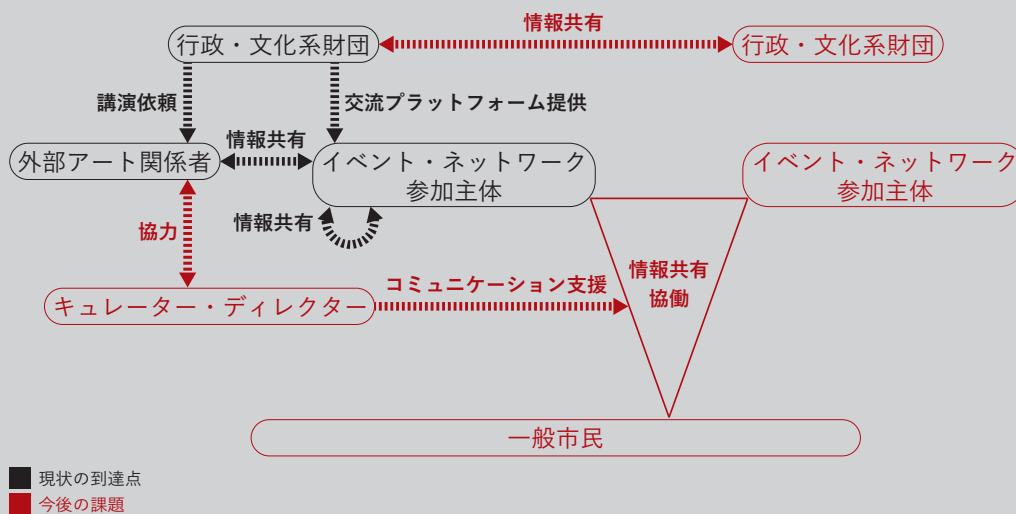 情報共有
行政・文化系財団
行政・文化系財団
講演依頼
交流プラットフォーム提供
情報共有
外部アート関係者
イベント・ネットワーク
参加主体
イベント・ネットワーク
参加主体
情報共有
協力
情報共有
協働
コミュニケーション支援
キュレーター・ディレクター
一般市民
現状の到達点
今後の課題